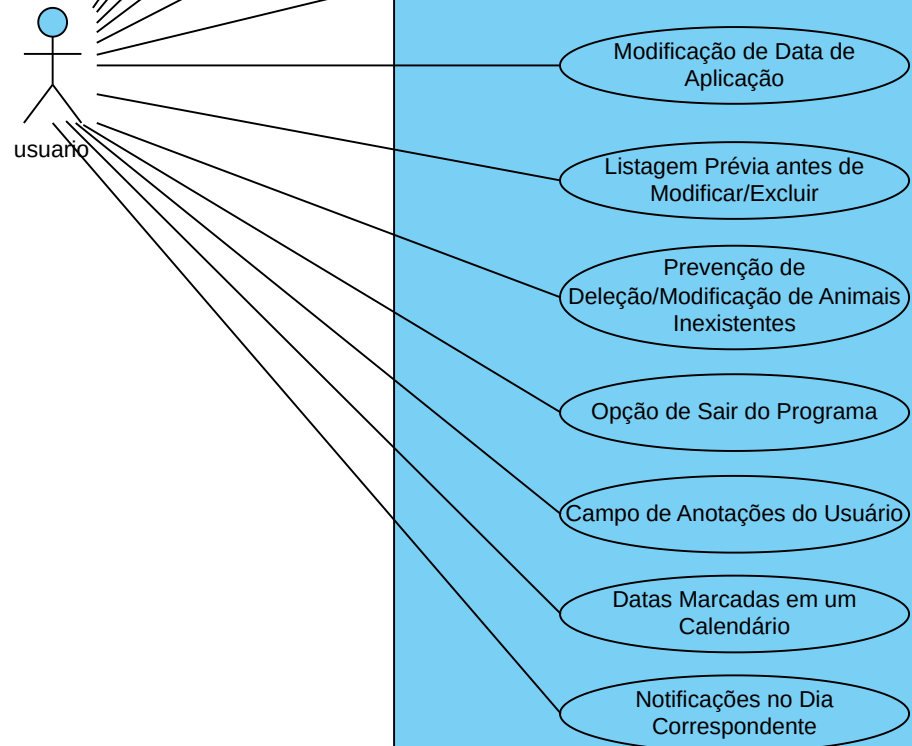 Modificação de Data de
Aplicação
usuario
Listagem Prévia antes de
Modificar/Excluir
Prevenção de
Deleção/Modificação de Animais
Inexistentes
Opção de Sair do Programa
Campo de Anotações do Usuário
Datas Marcadas em um
Calendário
Notificações no Dia
Correspondente